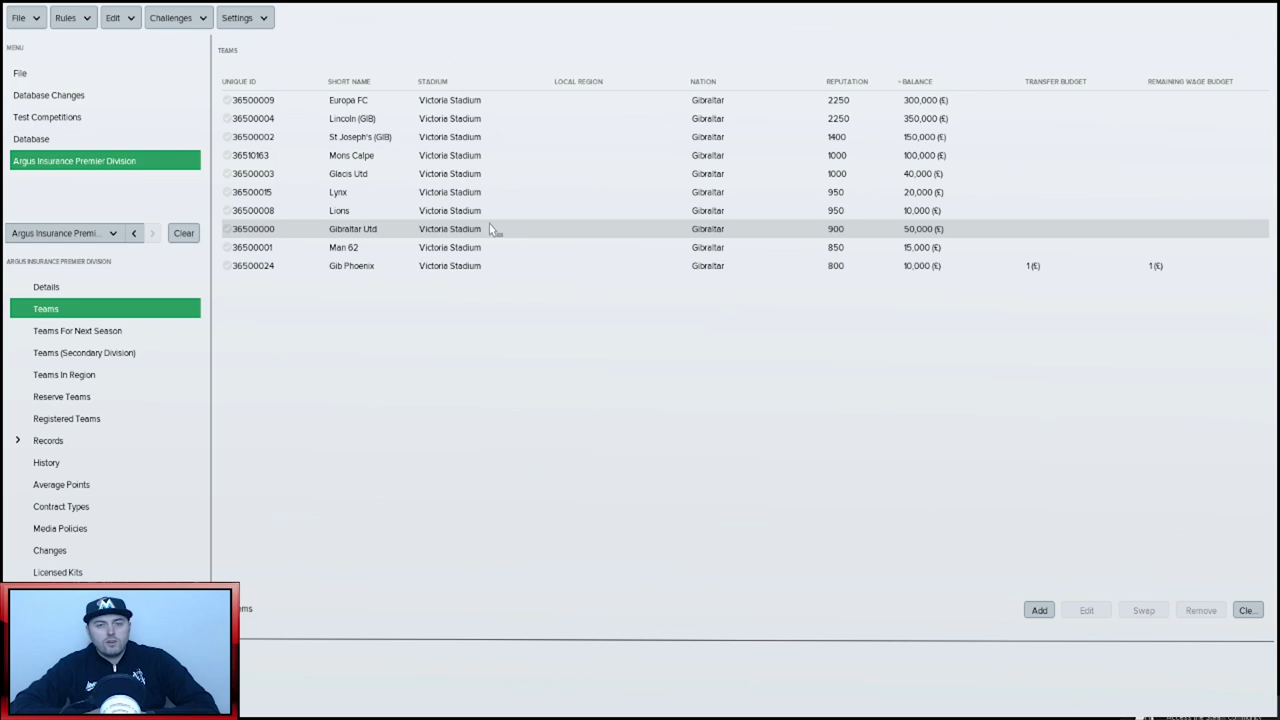 File Rules Edit Challenges Settings
MENU
File
Database Changes
Test Competitions
Database
Argus Insurance Premier Division
Argus Insurance Premi... Clear
ARGUS INSURANCE PREMIER DIVISION
Details
Teams
Teams For Next Season
Teams (Secondary Division)
Teams In Region
Reserve Teams
Registered Teams
Records
History
Average Points
Contract Types
Media Policies
Changes
Licensed Kits
TEAMS
UNIQUE ID SHORT NAME STADIUM LOCAL REGION NATION REPUTATION BALANCE TRANSFER BUDGET REMAINING WAGE BUDGET
36500009 Europa FC Victoria Stadium Gibraltar 2250 300,000 (£)
36500004 Lincoln (GIB) Victoria Stadium Gibraltar 2250 350,000 (£)
36500002 St Joseph's (GIB) Victoria Stadium Gibraltar 1400 150,000 (£)
36510163 Mons Calpe Victoria Stadium Gibraltar 1000 100,000 (£)
36500003 Glacis Utd Victoria Stadium Gibraltar 1000 40,000 (£)
36500015 Lynx Victoria Stadium Gibraltar 950 20,000 (£)
36500008 Lions Victoria Stadium Gibraltar 950 10,000 (£)
36500000 Gibraltar Utd Victoria Stadium Gibraltar 900 50,000 (£)
36500001 Man 62 Victoria Stadium Gibraltar 850 15,000 (£)
36500024 Gib Phoenix Victoria Stadium Gibraltar 800 10,000 (£) 1 (£) 1 (£)
Add Edit Swap Remove Cle...